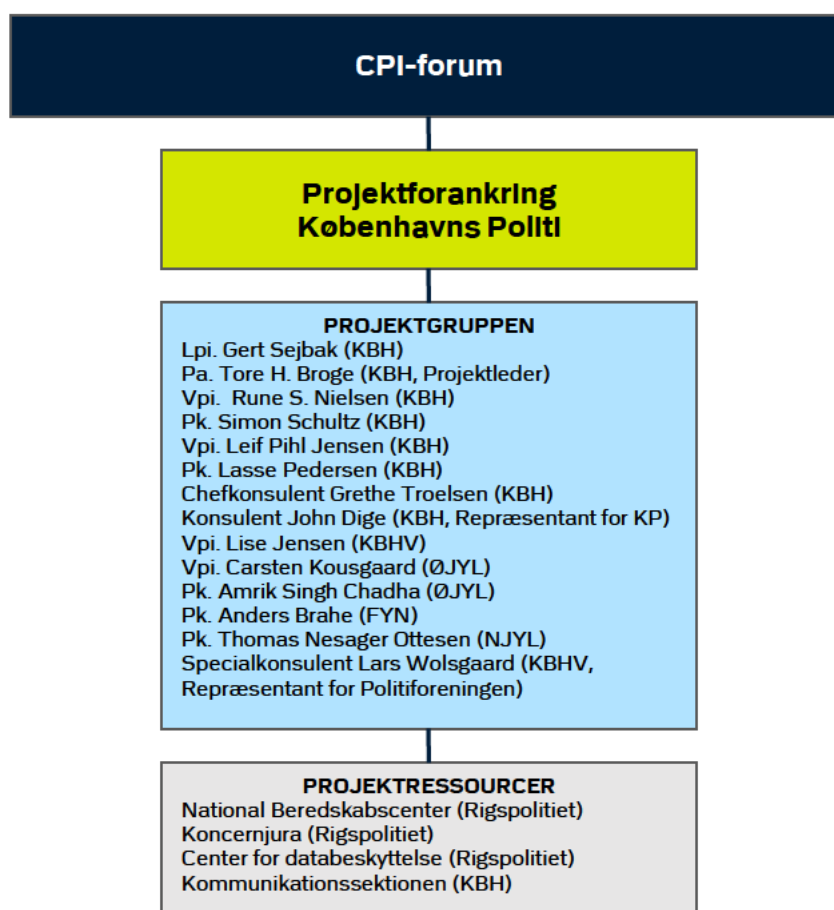 CPI-forum
Projektforankring
Københavns Politi
PROJEKTGRUPPEN
Lpi. Gert Sejbak (KBH)
Pa. Tore H. Broge (KBH, Projektleder)
Vpi. Rune S. Nielsen (KBH)
Pk. Simon Schultz (KBH)
Vpi. Leif Pihl Jensen (KBH)
Pk. Lasse Pedersen (KBH)
Chefkonsulent Grethe Troelsen (KBH)
Konsulent John Dige (KBH, Repræsentant for KP)
Vpi. Lise Jensen (KBHV)
Vpi. Carsten Kousgaard (ØJYL)
Pk. Amrik Singh Chadha (ØJYL)
Pk. Anders Brahe (FYN)
Pk. Thomas Nesager Ottesen (NJYL)
Specialkonsulent Lars Wolsgaard (KBHV,
Repræsentant for Politiforeningen)
PROJEKTRESSOURCER
National Beredskabscenter (Rigspolitiet)
Koncernjura (Rigspolitiet)
Center for databeskyttelse (Rigspolitiet)
Kommunikationssektionen (KBH)